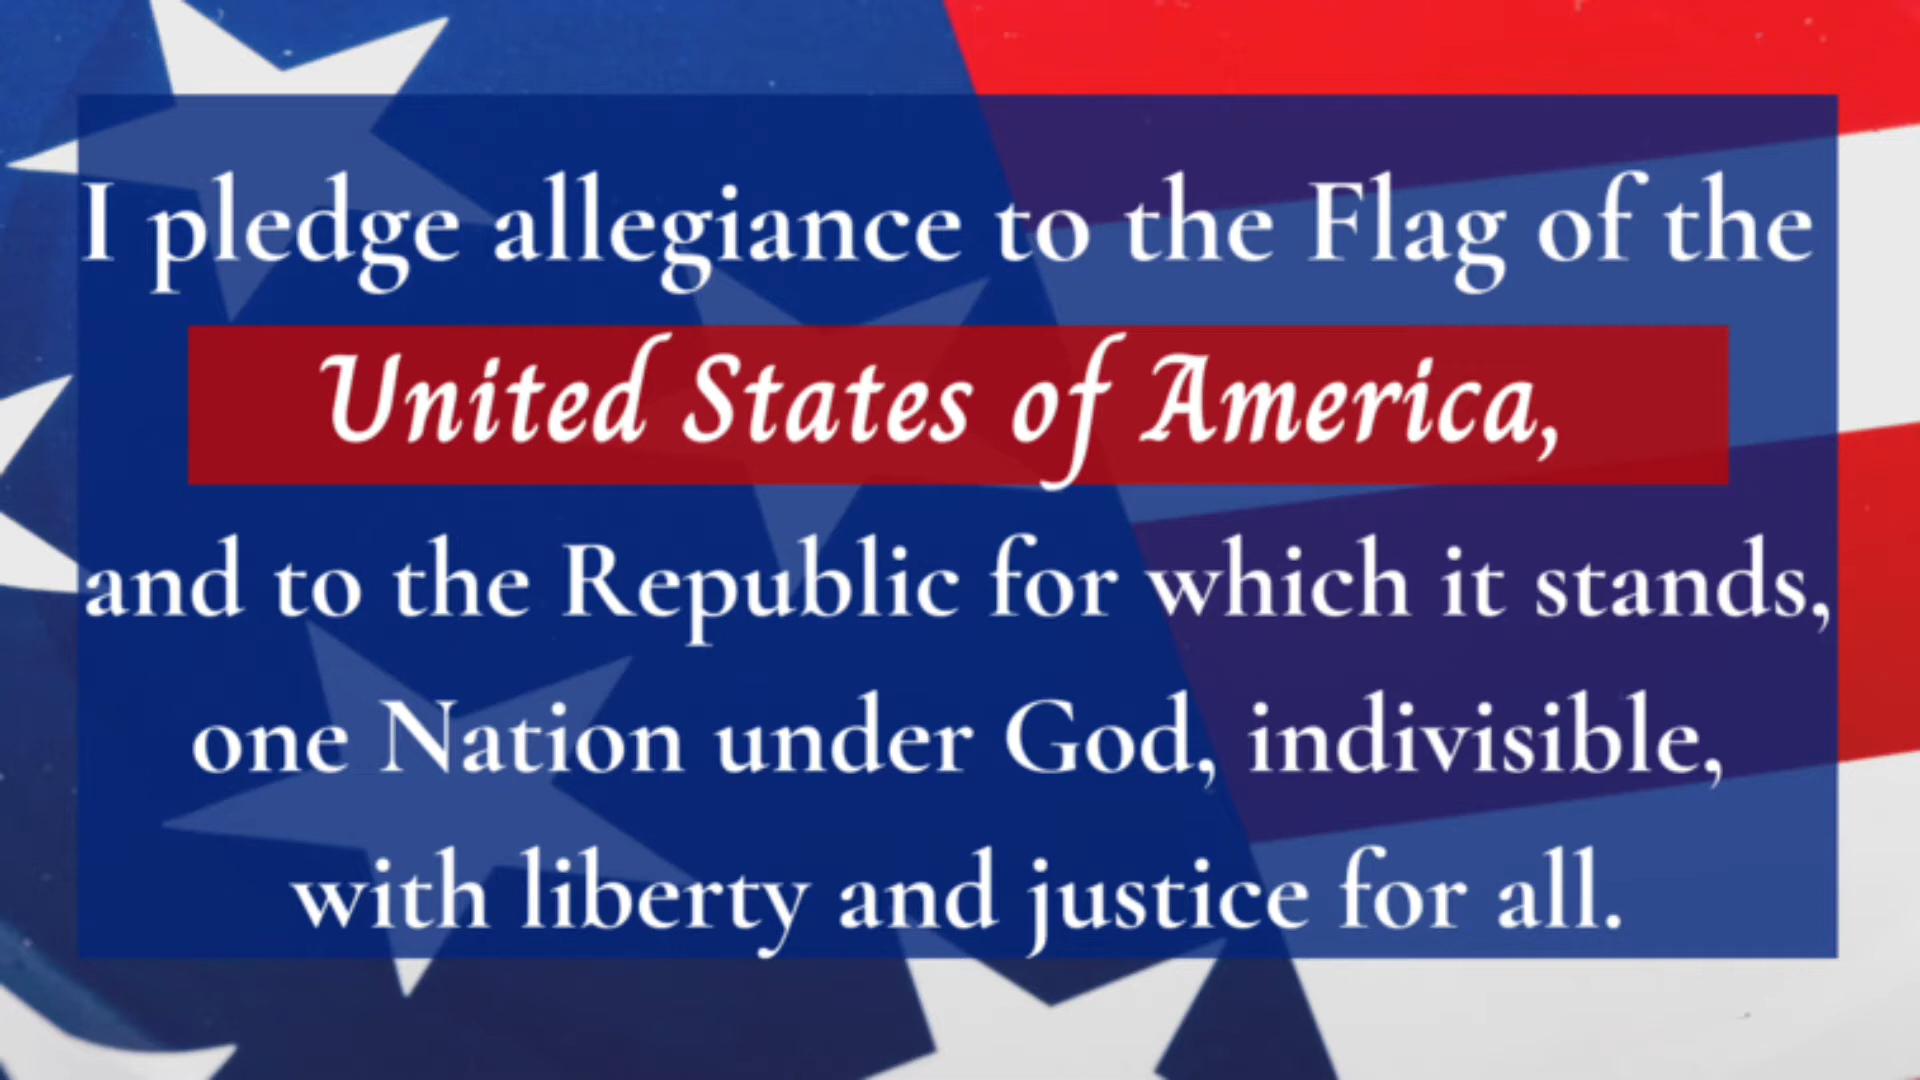 I pledge allegiance to the Flag of the
United States of America,
and to the Republic for which it stands,
one Nation under God, indivisible,
with liberty and justice for all.